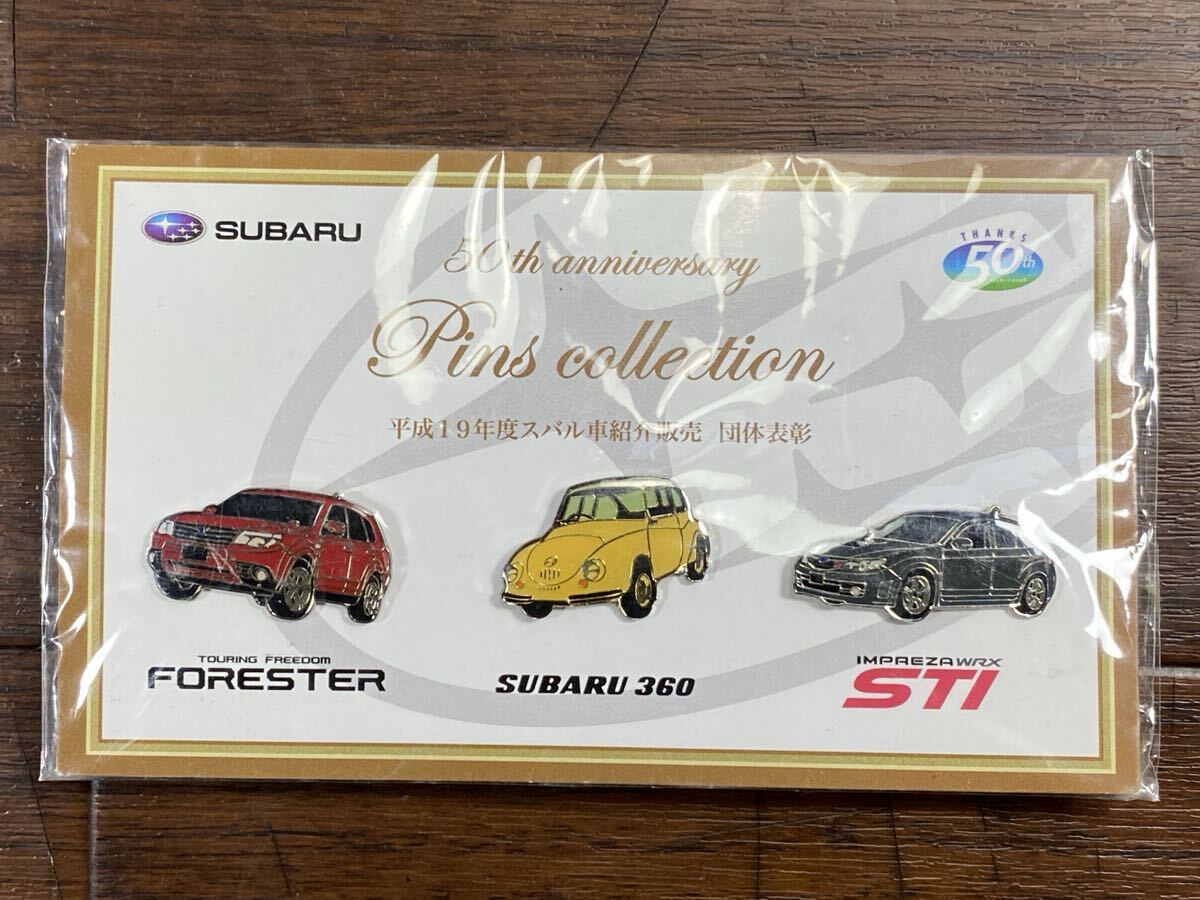 SUBARU
THANKS
50th
50th anniversary
Pins collection
平成19年度スバル車紹介販売 団体表彰
TOURING FREEDOM
FORESTER
SUBARU 360
IMPREZA WRX
STI